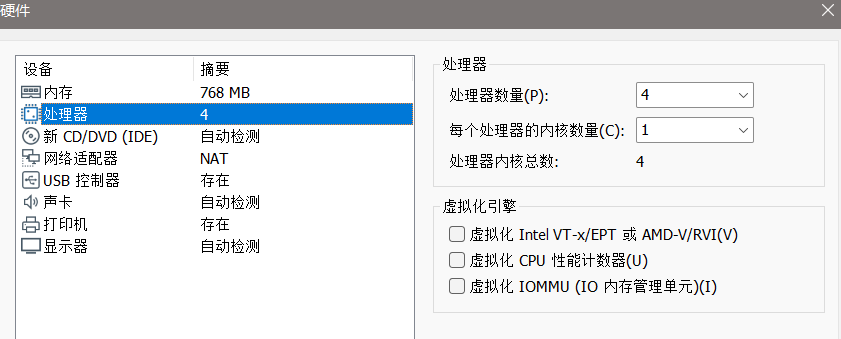 硬件
设备 摘要
内存 768 MB
处理器 4
新 CD/DVD (IDE) 自动检测
网络适配器 NAT
USB 控制器 存在
声卡 自动检测
打印机 存在
显示器 自动检测
处理器
处理器数量(P): 4
每个处理器的内核数量(C): 1
处理器内核总数: 4
虚拟化引擎
虚拟化 Intel VT-x/EPT 或 AMD-V/RVI(V)
虚拟化 CPU 性能计数器(U)
虚拟化 IOMMU (IO 内存管理单元)(I)